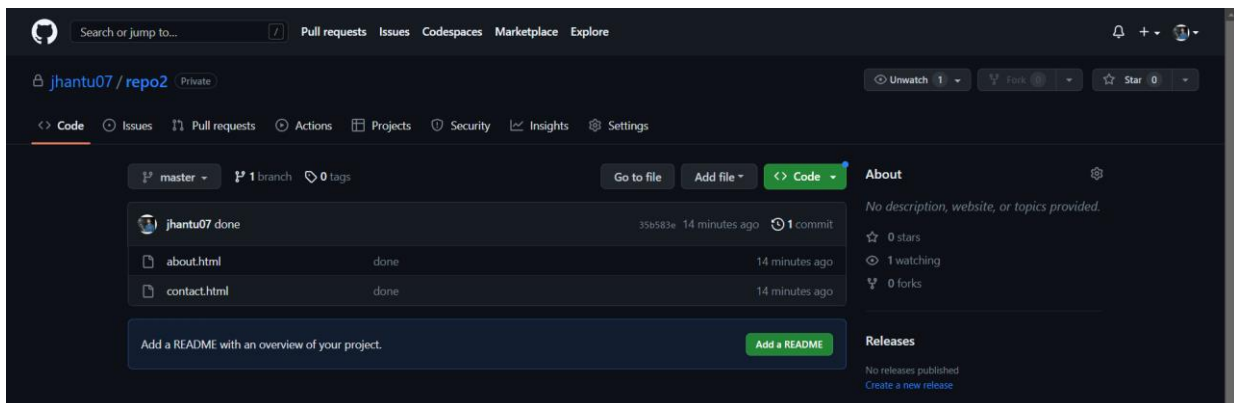 Search or jump to... / Pull requests Issues Codespaces Marketplace Explore
jhantu07 / repo2 Private Unwatch 1 Fork 0 Star 0
<> Code Issues Pull requests Actions Projects Security Insights Settings
master 1 branch 0 tags Go to file Add file <> Code
jhantu07 done 35b583e 14 minutes ago 1 commit
about.html done 14 minutes ago
contact.html done 14 minutes ago
Add a README with an overview of your project. Add a README
About
No description, website, or topics provided.
0 stars
1 watching
0 forks
Releases
No releases published
Create a new release